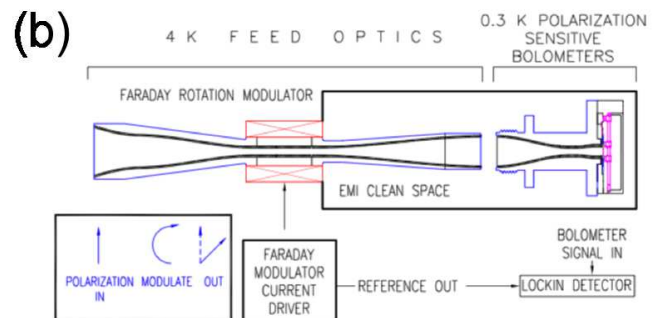 (b)
4 K FEED OPTICS
0.3 K POLARIZATION
SENSITIVE
BOLOMETERS
FARADAY ROTATION MODULATOR
EMI CLEAN SPACE
POLARIZATION MODULATE OUT
IN
FARADAY
MODULATOR
CURRENT
DRIVER
REFERENCE OUT
BOLOMETER
SIGNAL IN
LOCKIN DETECTOR